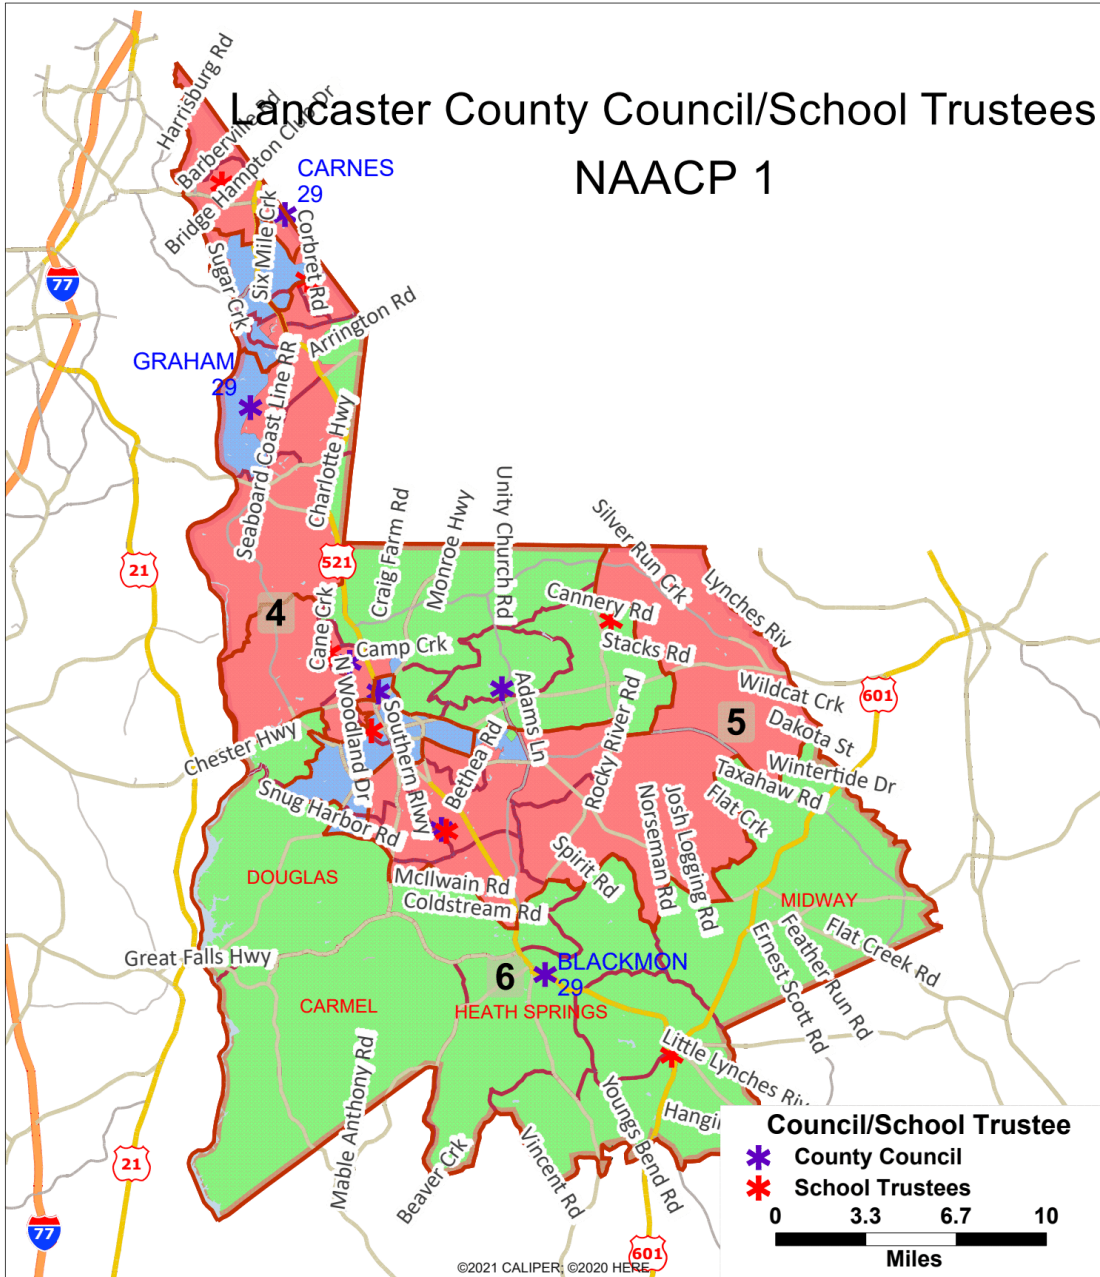 Lancaster County Council/School Trustees
NAACP 1
Harrisburg Rd
Barberville Rd
Bridge Hampton Club Dr
CARNES
29
Six Mile Crk
Corbret Rd
Sugar Crk
77
Arrington Rd
GRAHAM
29
Seaboard Coast Line RR
Charlotte Hwy
Craig Farm Rd
Monroe Hwy
Unity Church Rd
Silver Run Crk
Lynches Riv
21
521
4
Cane Crk
Camp Crk
Cannery Rd
Stacks Rd
Wildcat Crk
601
Adams Ln
5
Dakota St
N Woodland Dr
Southern Rlwy
Bethea Rd
Rocky River Rd
Chester Hwy
Wintertide Dr
Taxahaw Rd
Snug Harbor Rd
Flat Crk
Josh Logging Rd
Norseman Rd
Spirit Rd
DOUGLAS
McIlwain Rd
Coldstream Rd
MIDWAY
Great Falls Hwy
Flat Creek Rd
Feather Run Rd
Ernest Scott Rd
6
BLACKMON
29
CARMEL
HEATH SPRINGS
Little Lynches Riv
Mable Anthony Rd
Beaver Crk
Vincent Rd
Youngs Bend Rd
Hangi
21
77
601
Council/School Trustee
County Council
School Trustees
0 3.3 6.7 10
Miles
©2021 CALIPER; ©2020 HERE